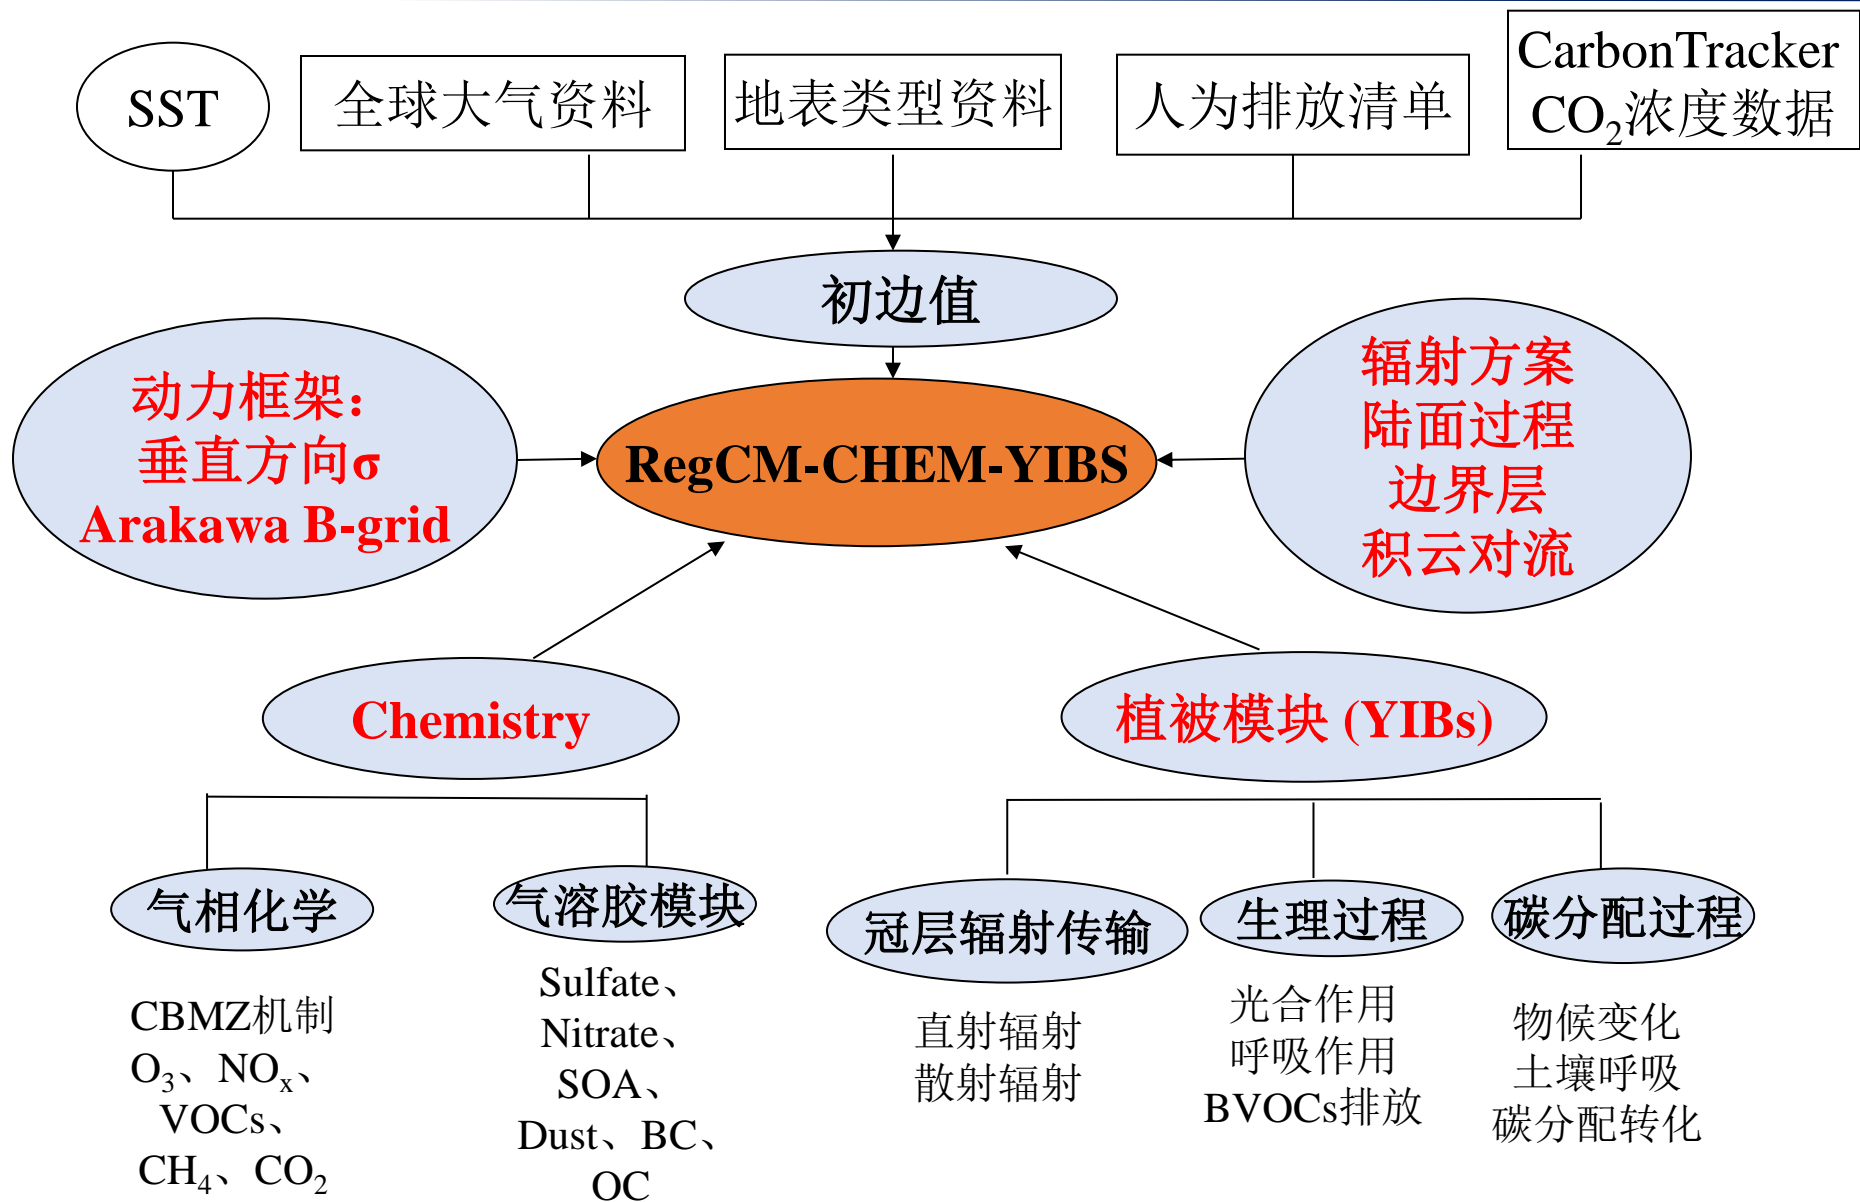 SST
全球大气资料
地表类型资料
人为排放清单
CarbonTracker
CO₂浓度数据
初边值
动力框架：
垂直方向σ
Arakawa B-grid
RegCM-CHEM-YIBS
辐射方案
陆面过程
边界层
积云对流
Chemistry
植被模块 (YIBs)
气相化学
气溶胶模块
冠层辐射传输
生理过程
碳分配过程
CBMZ机制
O₃、NOₓ、
VOCs、
CH₄、CO₂
Sulfate、
Nitrate、
SOA、
Dust、BC、
OC
直射辐射
散射辐射
光合作用
呼吸作用
BVOCs排放
物候变化
土壤呼吸
碳分配转化